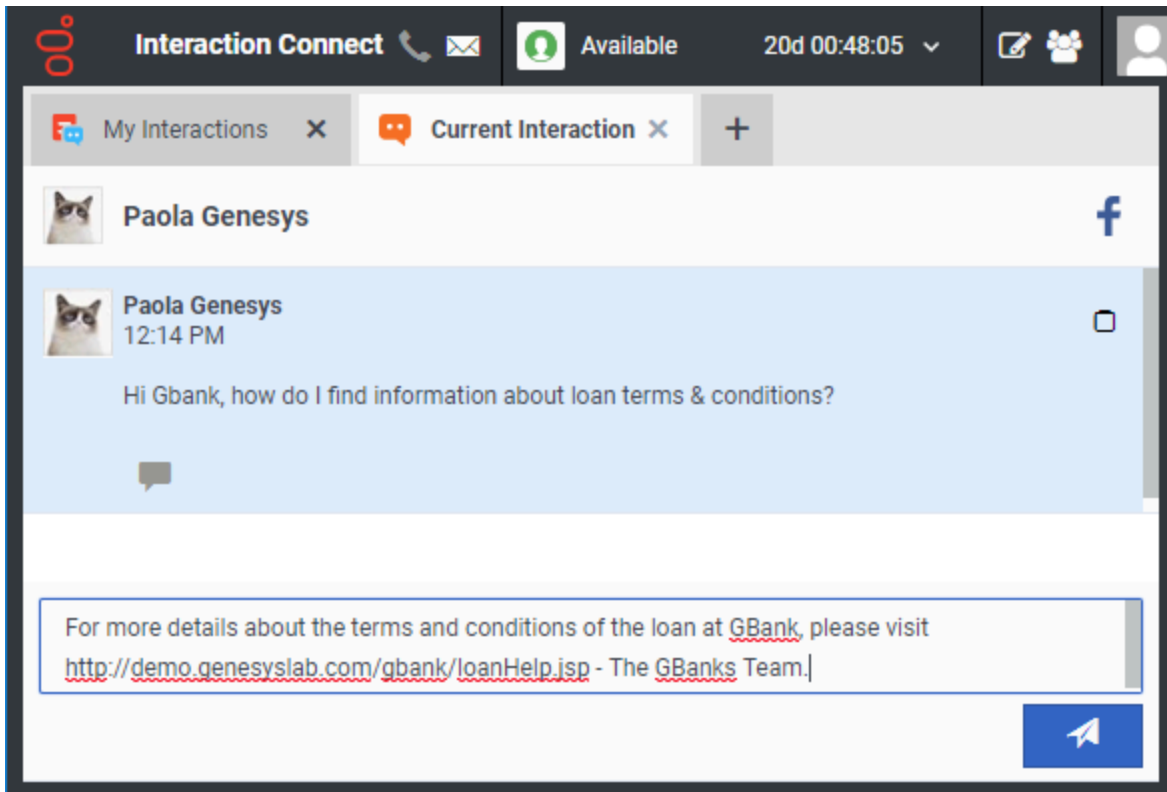 Interaction Connect Available 20d 00:48:05
My Interactions Current Interaction
Paola Genesys
Paola Genesys
12:14 PM
Hi Gbank, how do I find information about loan terms & conditions?
For more details about the terms and conditions of the loan at GBank, please visit
http://demo.genesyslab.com/gbank/loanHelp.jsp - The GBanks Team.